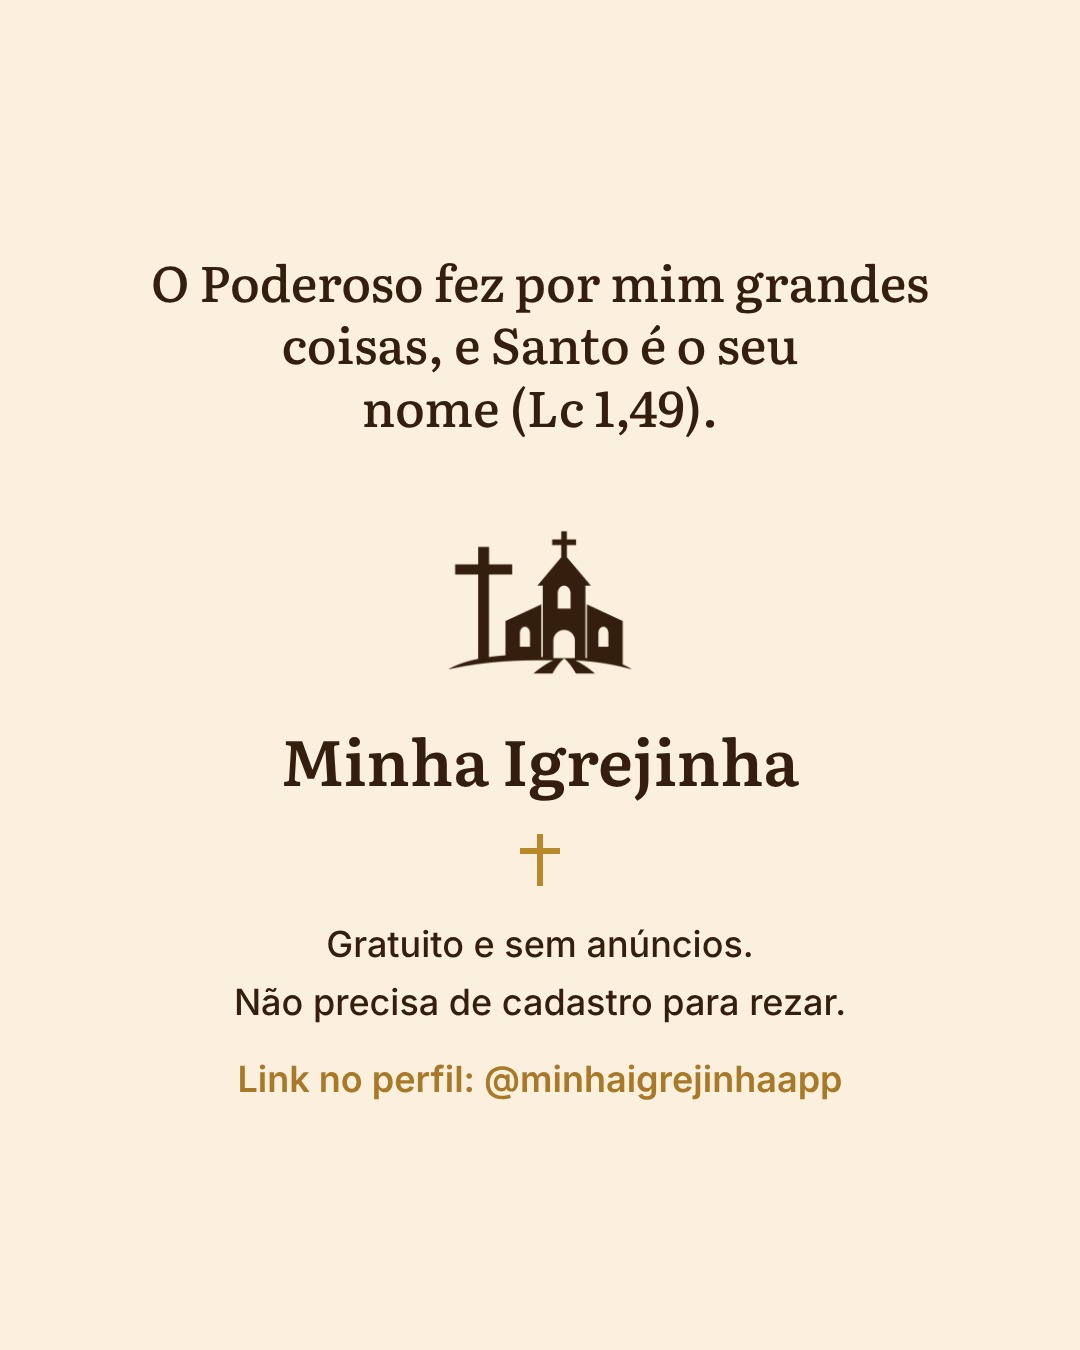 O Poderoso fez por mim grandes
coisas, e Santo é o seu
nome (Lc 1,49).
Minha Igrejinha
Gratuito e sem anúncios.
Não precisa de cadastro para rezar.
Link no perfil: @minhaigrejinhaapp